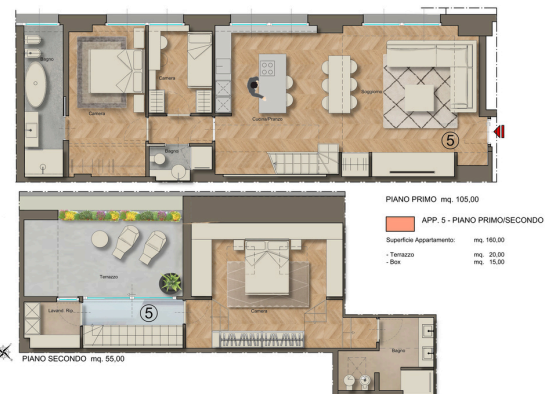 Bagno
Camera
Camera
Bagno
Cucina/Pranzo
Soggiorno
5
PIANO PRIMO mq. 105,00
APP. 5 - PIANO PRIMO/SECONDO
Superficie Appartamento: mq. 160,00
- Terrazzo mq. 20,00
- Box mq. 15,00
Terrazzo
Lavand. Rip.
5
Camera
Bagno
PIANO SECONDO mq. 55,00